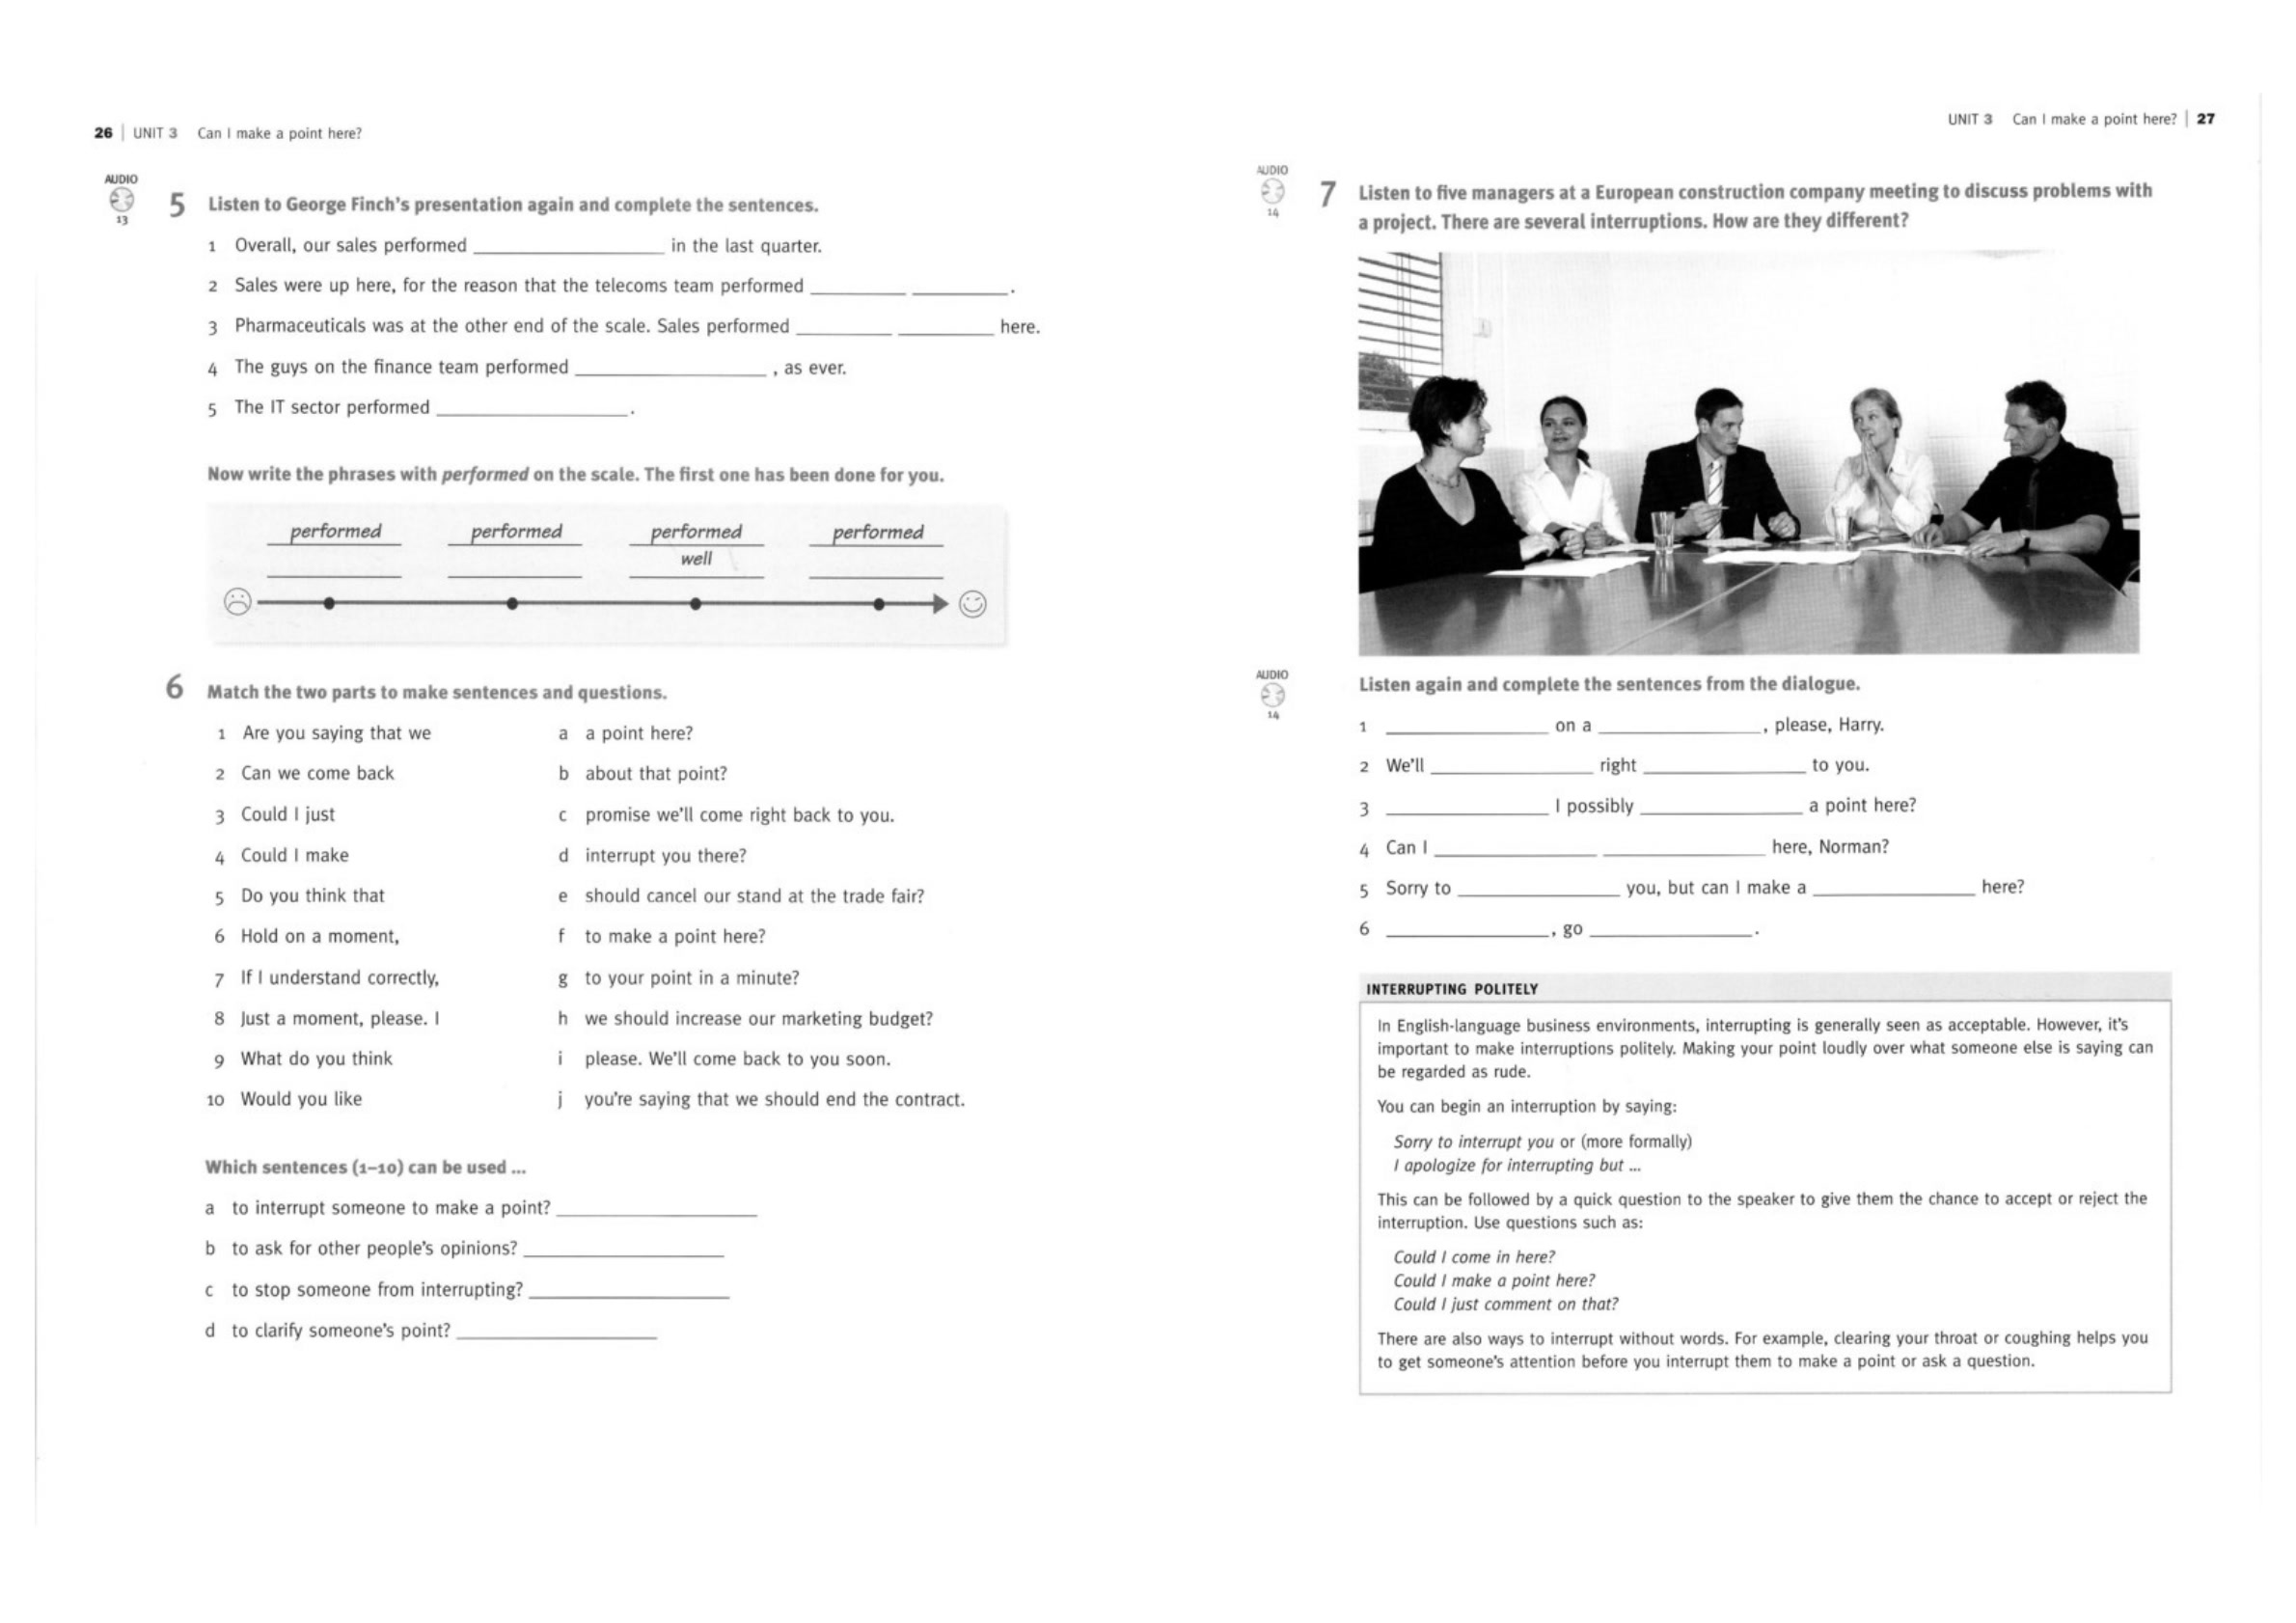 26 | UNIT 3 Can I make a point here?
AUDIO
13
5 Listen to George Finch's presentation again and complete the sentences.
1 Overall, our sales performed ____________ in the last quarter.
2 Sales were up here, for the reason that the telecoms team performed ______ ______.
3 Pharmaceuticals was at the other end of the scale. Sales performed ______ ______ here.
4 The guys on the finance team performed ____________, as ever.
5 The IT sector performed ____________.
Now write the phrases with performed on the scale. The first one has been done for you.
performed performed performed performed
well
6 Match the two parts to make sentences and questions.
1 Are you saying that we a a point here?
2 Can we come back b about that point?
3 Could I just c promise we'll come right back to you.
4 Could I make d interrupt you there?
5 Do you think that e should cancel our stand at the trade fair?
6 Hold on a moment, f to make a point here?
7 If I understand correctly, g to your point in a minute?
8 Just a moment, please. I h we should increase our marketing budget?
9 What do you think i please. We'll come back to you soon.
10 Would you like j you're saying that we should end the contract.
Which sentences (1–10) can be used ...
a to interrupt someone to make a point? ____________
b to ask for other people's opinions? ____________
c to stop someone from interrupting? ____________
d to clarify someone's point? ____________
UNIT 3 Can I make a point here? | 27
AUDIO
14
7 Listen to five managers at a European construction company meeting to discuss problems with
a project. There are several interruptions. How are they different?
AUDIO
14
Listen again and complete the sentences from the dialogue.
1 __________ on a __________, please, Harry.
2 We'll __________ right __________ to you.
3 __________ I possibly __________ a point here?
4 Can I __________ __________ here, Norman?
5 Sorry to __________ you, but can I make a __________ here?
6 __________, go __________.
INTERRUPTING POLITELY
In English-language business environments, interrupting is generally seen as acceptable. However, it's
important to make interruptions politely. Making your point loudly over what someone else is saying can
be regarded as rude.
You can begin an interruption by saying:
Sorry to interrupt you or (more formally)
I apologize for interrupting but ...
This can be followed by a quick question to the speaker to give them the chance to accept or reject the
interruption. Use questions such as:
Could I come in here?
Could I make a point here?
Could I just comment on that?
There are also ways to interrupt without words. For example, clearing your throat or coughing helps you
to get someone's attention before you interrupt them to make a point or ask a question.